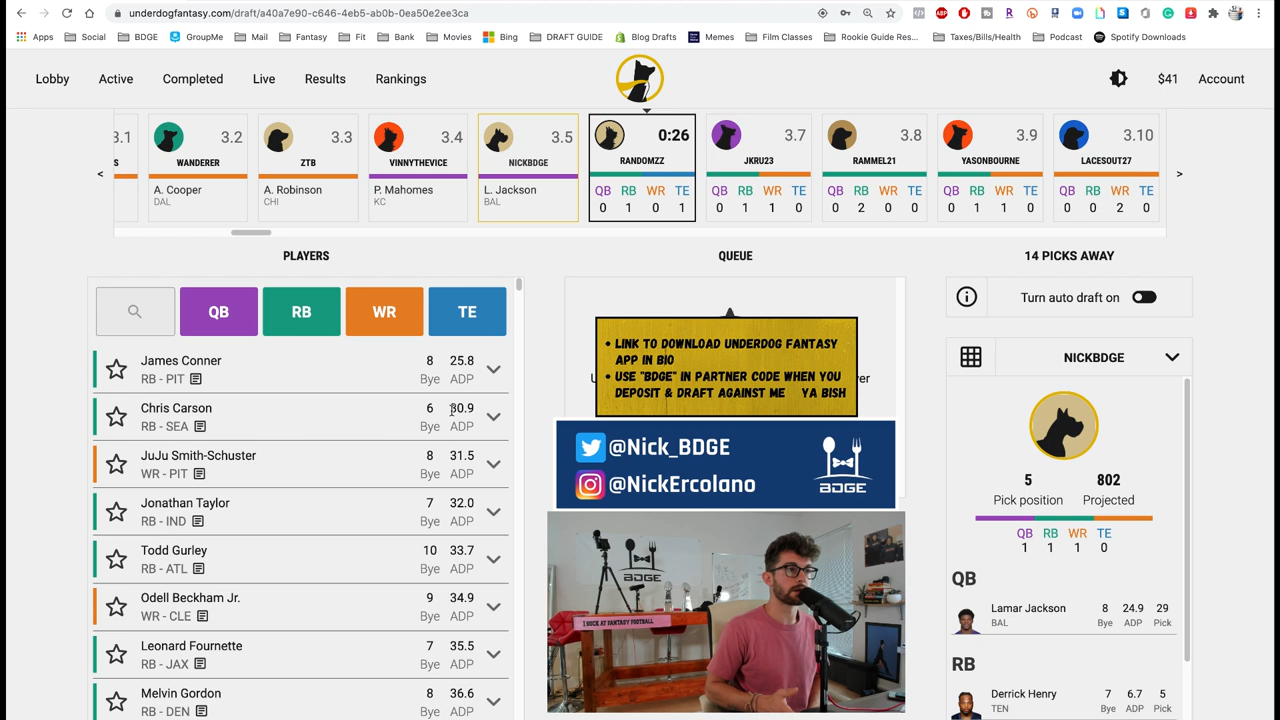 underdogfantasy.com/draft/a40a7e90-c646-4eb5-ab0b-0ea50e2ee3ca
Apps Social BDGE GroupMe Mail Fantasy Fit Bank Movies Bing DRAFT GUIDE Blog Drafts Memes Film Classes Rookie Guide Res... Taxes/Bills/Health Podcast Spotify Downloads
Lobby Active Completed Live Results Rankings $41 Account
3.1 3.2 3.3 3.4 3.5 0:26 3.7 3.8 3.9 3.10
S WANDERER ZTB VINNYTHEVICE NICKBDGE RANDOMZZ JKRU23 RAMMEL21 YASONBOURNE LACESOUT27
< A. Cooper A. Robinson P. Mahomes L. Jackson QB RB WR TE QB RB WR TE QB RB WR TE QB RB WR TE QB RB WR TE >
DAL CHI KC BAL 0 1 0 1 0 1 1 0 0 2 0 0 0 1 1 0 0 0 2 0
PLAYERS QUEUE 14 PICKS AWAY
QB RB WR TE
Turn auto draft on
James Conner 8 25.8
RB - PIT Bye ADP
Chris Carson 6 30.9
RB - SEA Bye ADP
JuJu Smith-Schuster 8 31.5
WR - PIT Bye ADP
Jonathan Taylor 7 32.0
RB - IND Bye ADP
Todd Gurley 10 33.7
RB - ATL Bye ADP
Odell Beckham Jr. 9 34.9
WR - CLE Bye ADP
Leonard Fournette 7 35.5
RB - JAX Bye ADP
Melvin Gordon 8 36.6
RB - DEN Bye ADP
• LINK TO DOWNLOAD UNDERDOG FANTASY
APP IN BIO
• USE "BDGE" IN PARTNER CODE WHEN YOU
DEPOSIT & DRAFT AGAINST ME YA BISH
@Nick_BDGE
@NickErcolano
BDGE
BDGE
I SUCK AT FANTASY FOOTBALL
NICKBDGE
5 802
Pick position Projected
QB RB WR TE
1 1 1 0
QB
Lamar Jackson 8 24.9 29
BAL Bye ADP Pick
RB
Derrick Henry 7 6.7 5
TEN Bye ADP Pick